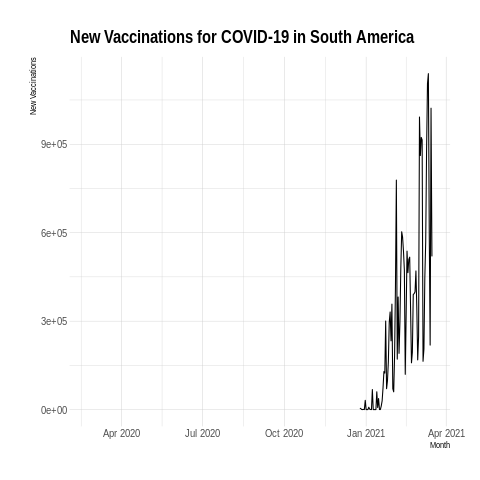 New Vaccinations for COVID-19 in South America
New Vaccinations
9e+05
6e+05
3e+05
0e+00
Apr 2020
Jul 2020
Oct 2020
Jan 2021
Apr 2021
Month